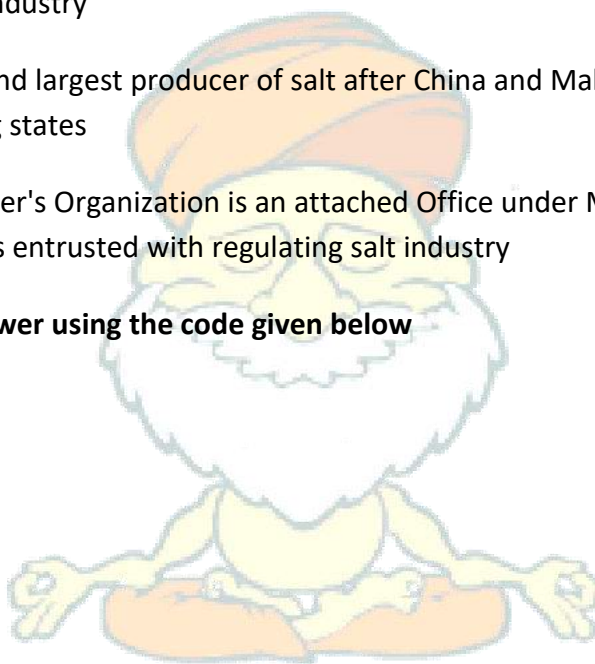 ndustry
nd largest producer of salt after China and Mal
states
er's Organization is an attached Office under M
s entrusted with regulating salt industry
wer using the code given below